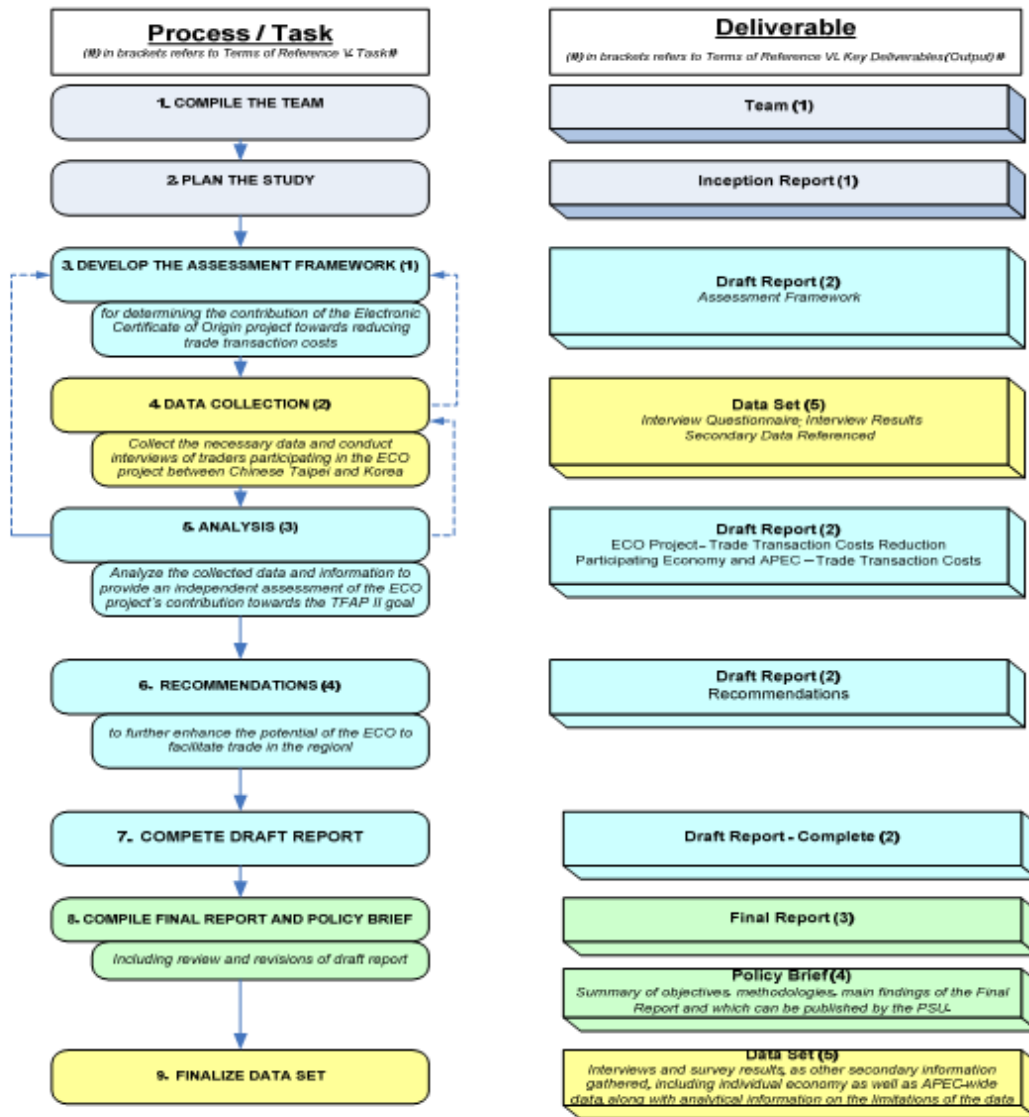 Process / Task
(#) in brackets refers to Terms of Reference V. Task#
Deliverable
(#) in brackets refers to Terms of Reference VI. Key Deliverables(Output) #
1. COMPILE THE TEAM
Team (1)
2. PLAN THE STUDY
Inception Report (1)
3. DEVELOP THE ASSESSMENT FRAMEWORK (1)
for determining the contribution of the Electronic
Certificate of Origin project towards reducing
trade transaction costs
Draft Report (2)
Assessment Framework
4. DATA COLLECTION (2)
Collect the necessary data and conduct
interviews of traders participating in the ECO
project between Chinese Taipei and Korea
Data Set (5)
Interview Questionnaire; Interview Results
Secondary Data Referenced
5. ANALYSIS (3)
Analyze the collected data and information to
provide an independent assessment of the ECO
project's contribution towards the TFAP II goal
Draft Report (2)
ECO Project – Trade Transaction Costs Reduction
Participating Economy and APEC – Trade Transaction Costs
6. RECOMMENDATIONS (4)
to further enhance the potential of the ECO to
facilitate trade in the regionl
Draft Report (2)
Recommendations
7. COMPETE DRAFT REPORT
Draft Report - Complete (2)
8. COMPILE FINAL REPORT AND POLICY BRIEF
Including review and revisions of draft report
Final Report (3)
Policy Brief (4)
Summary of objectives, methodologies, main findings of the Final
Report and which can be published by the PSU.
9. FINALIZE DATA SET
Data Set (5)
Interviews and survey results, as other secondary information
gathered, including individual economy as well as APEC-wide
data, along with analytical information on the limitations of the data